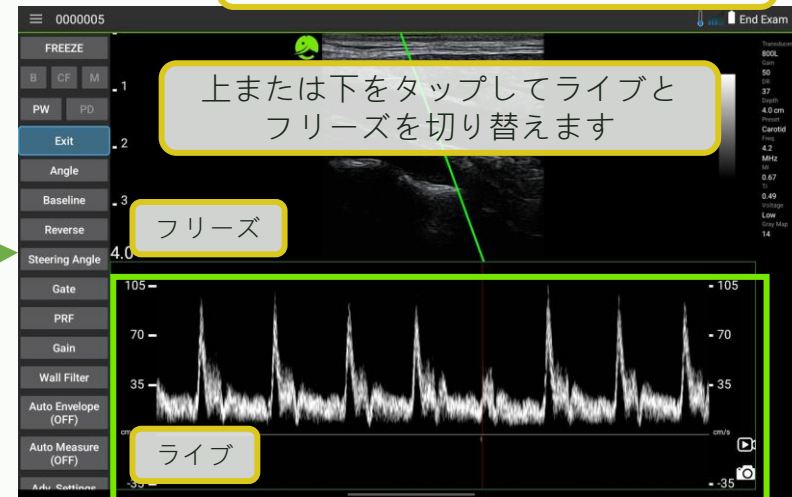 0000005
End Exam
FREEZE
B CF M
PW PD
Exit
Angle
Baseline
Reverse
Steering Angle
Gate
PRF
Gain
Wall Filter
Auto Envelope
(OFF)
Auto Measure
(OFF)
Adv. Settings
1
2
3
4.0
上または下をタップしてライブと
フリーズを切り替えます
フリーズ
Transducer
800L
Gain
50
DR
37
Depth
4.0 cm
Preset
Carotid
Freq
4.2
MHz
MI
0.67
TI
0.49
Voltage
Low
Gray Map
14
105 105
70 70
35 35
cm/s
ライブ
-35 -35